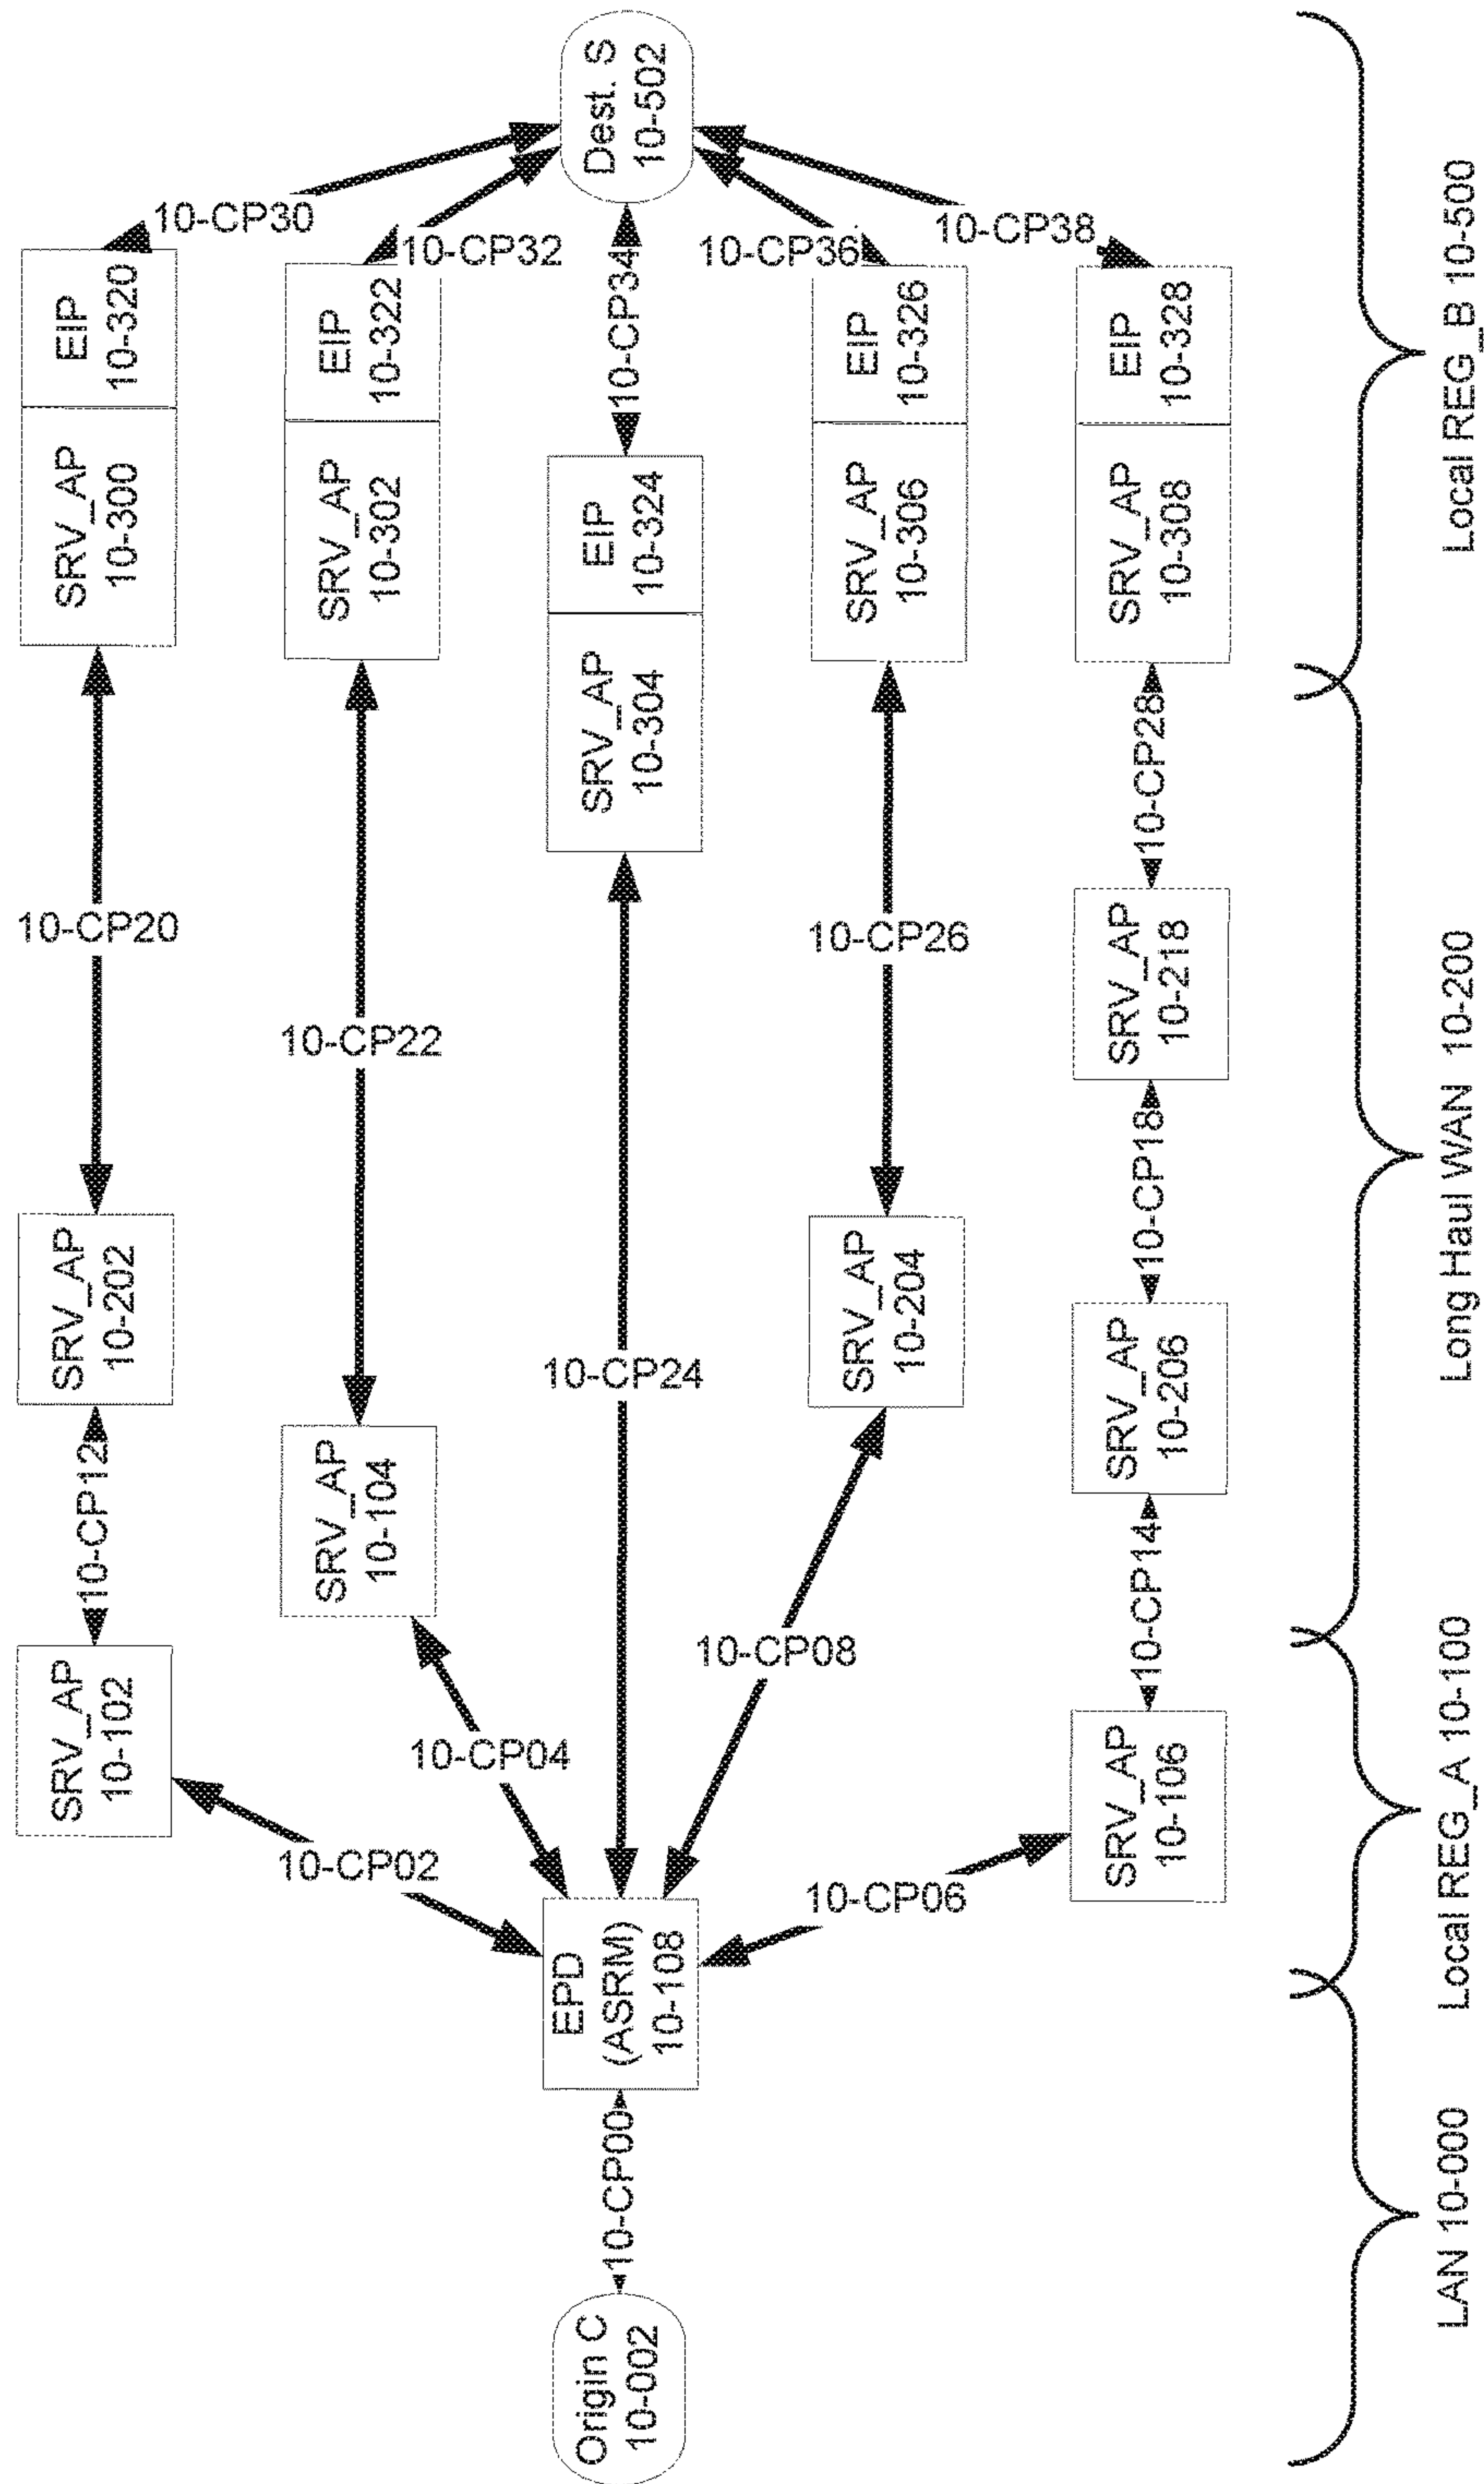 10-CP20
SRV_AP
10-102
10-CP12
SRV_AP
10-202
SRV_AP
10-300
EIP
10-320
10-CP30
10-CP02
10-CP22
SRV_AP
10-104
SRV_AP
10-302
EIP
10-322
10-CP32
10-CP04
Origin C
10-002
10-CP00
EPD
(ASRM)
10-108
10-CP24
SRV_AP
10-304
EIP
10-324
10-CP34
Dest. S
10-502
10-CP08
10-CP36
10-CP06
SRV_AP
10-204
10-CP26
SRV_AP
10-306
EIP
10-326
10-CP38
SRV_AP
10-106
10-CP14
SRV_AP
10-206
10-CP18
SRV_AP
10-218
10-CP28
SRV_AP
10-308
EIP
10-328
LAN 10-000
Local REG_A 10-100
Long Haul WAN 10-200
Local REG_B 10-500